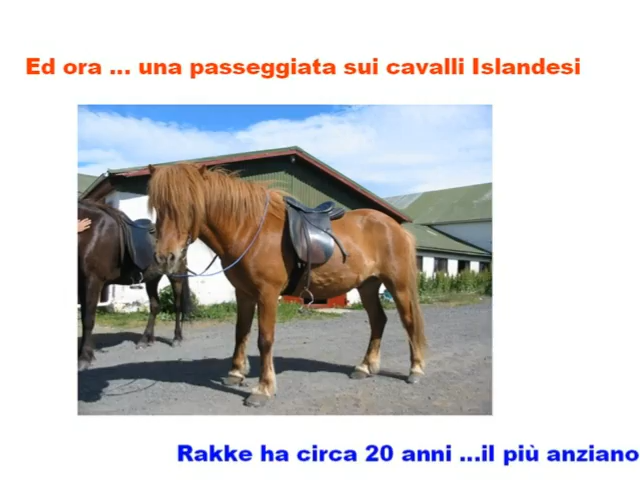 Ed ora ... una passeggiata sui cavalli Islandesi
Rakke ha circa 20 anni ...il più anziano